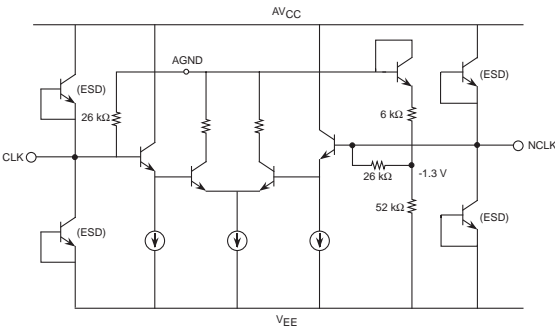 AVCC
AGND
(ESD)
(ESD)
26 kΩ
6 kΩ
CLK
NCLK
26 kΩ
-1.3 V
52 kΩ
(ESD)
(ESD)
VEE